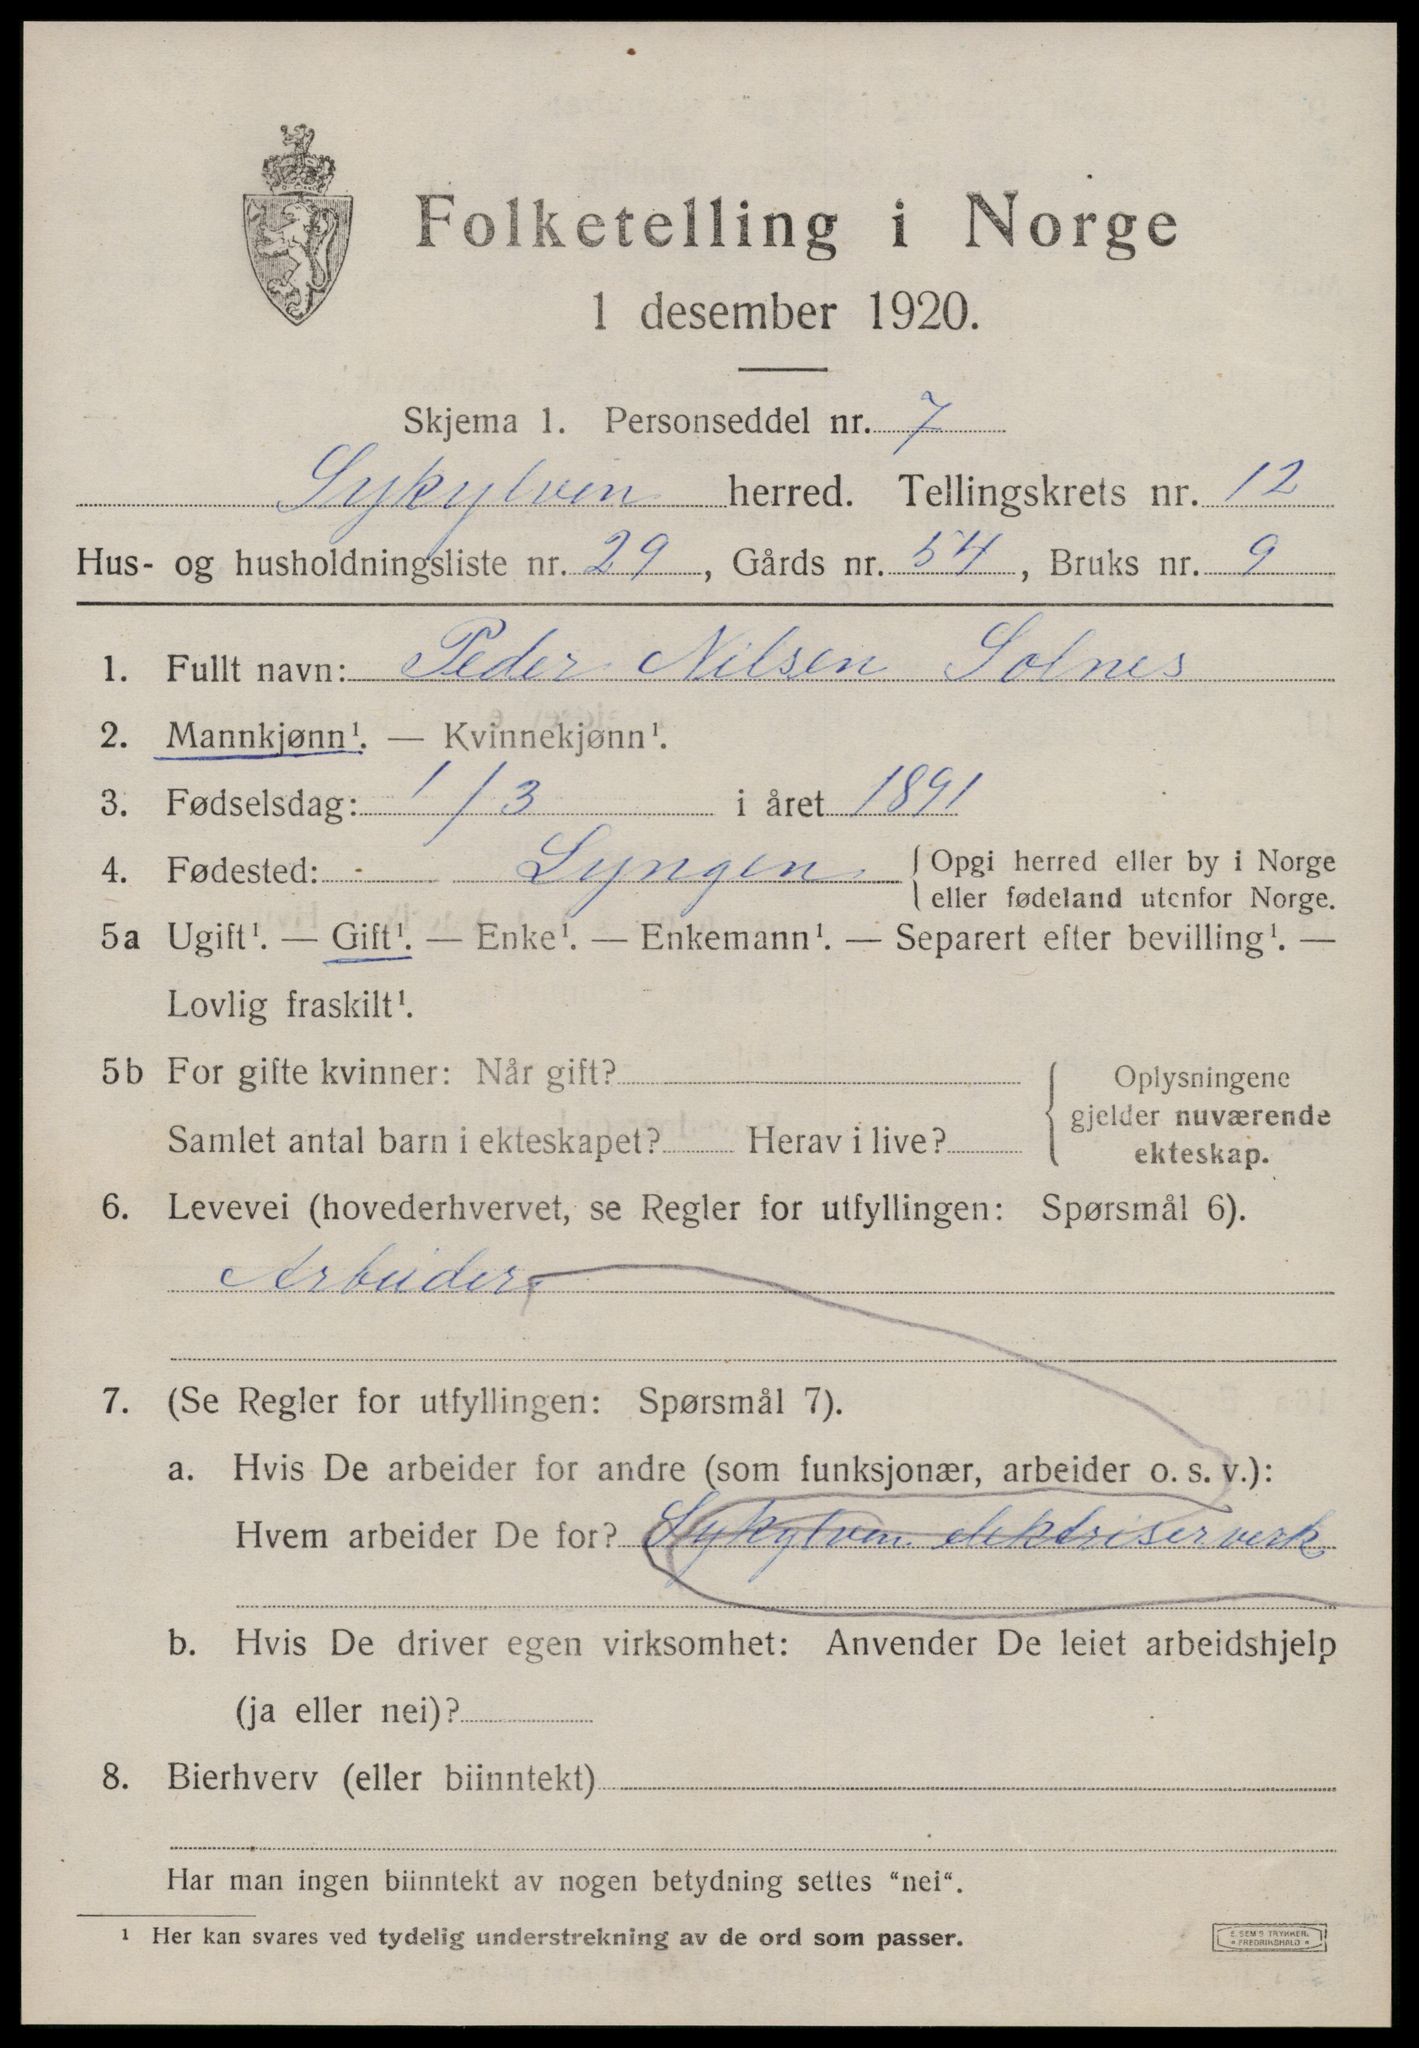 Folketelling i Norge
1 desember 1920.
Skjema 1. Personseddel nr. 7
Sykylven herred. Tellingskrets nr. 12
Hus- og husholdningsliste nr. 29, Gårds nr. 54, Bruks nr. 9
1. Fullt navn: Peder Nilsen Solnes
2. Mannkjønn¹. — Kvinnekjønn¹.
3. Fødselsdag: 1/3 i året 1891
4. Fødested: Lyngen { Opgi herred eller by i Norge
eller fødeland utenfor Norge.
5a Ugift¹. — Gift¹. — Enke¹. — Enkemann¹. — Separert efter bevilling¹. —
Lovlig fraskilt¹.
5b For gifte kvinner: Når gift?
Samlet antal barn i ekteskapet? Herav i live?
Oplysningene
gjelder nuværende
ekteskap.
6. Levevei (hovederhvervet, se Regler for utfyllingen: Spørsmål 6).
Arbeider
7. (Se Regler for utfyllingen: Spørsmål 7).
a. Hvis De arbeider for andre (som funksjonær, arbeider o. s. v.):
Hvem arbeider De for? Sykylven elektriserverk
b. Hvis De driver egen virksomhet: Anvender De leiet arbeidshjelp
(ja eller nei)?
8. Bierhverv (eller biinntekt)
Har man ingen biinntekt av nogen betydning settes "nei".
¹ Her kan svares ved tydelig understrekning av de ord som passer.
E. SEM'S TRYKKERI
FREDRIKSHALD